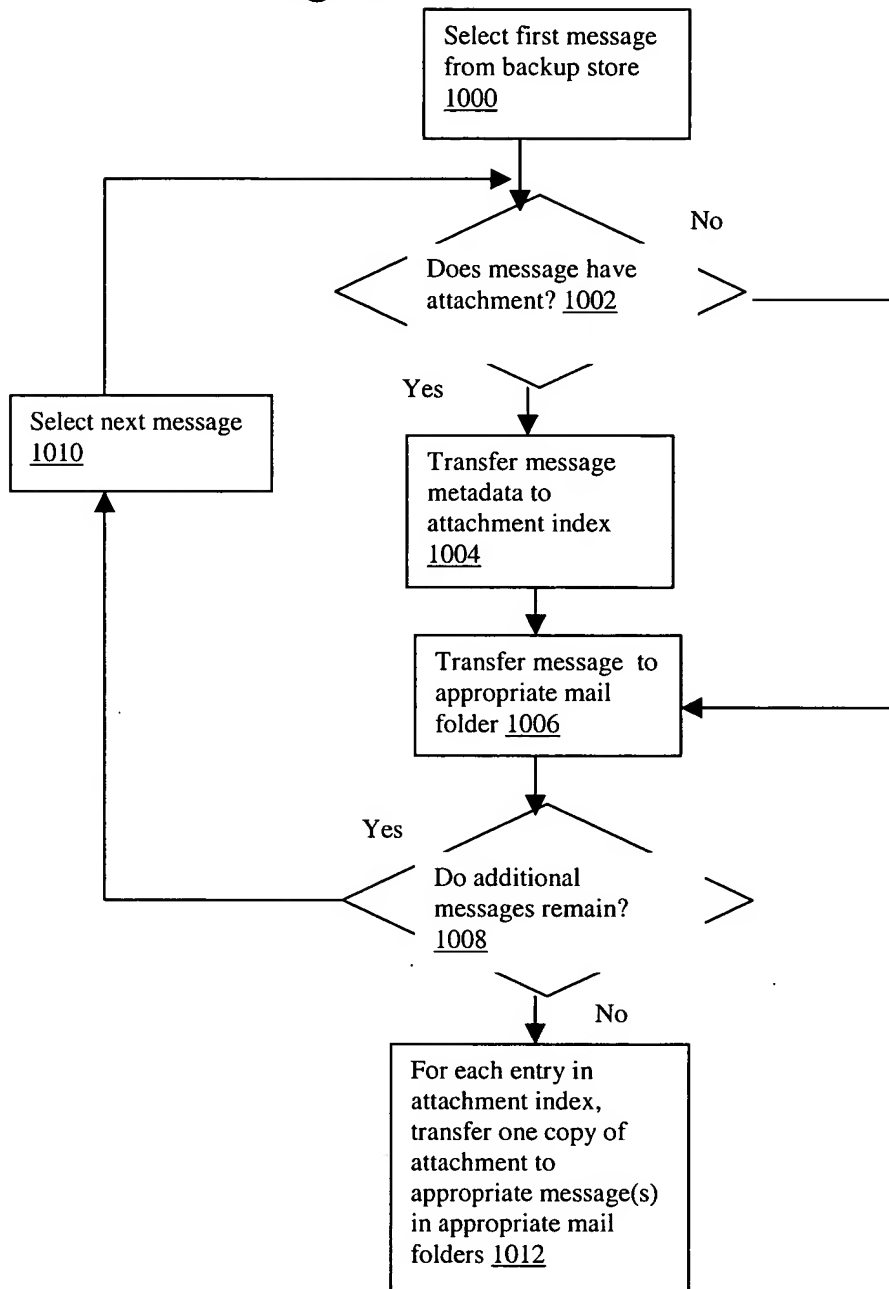 Select first message
from backup store
1000
No
Does message have
attachment? 1002
Yes
Select next message
1010
Transfer message
metadata to
attachment index
1004
Transfer message to
appropriate mail
folder 1006
Yes
Do additional
messages remain?
1008
No
For each entry in
attachment index,
transfer one copy of
attachment to
appropriate message(s)
in appropriate mail
folders 1012